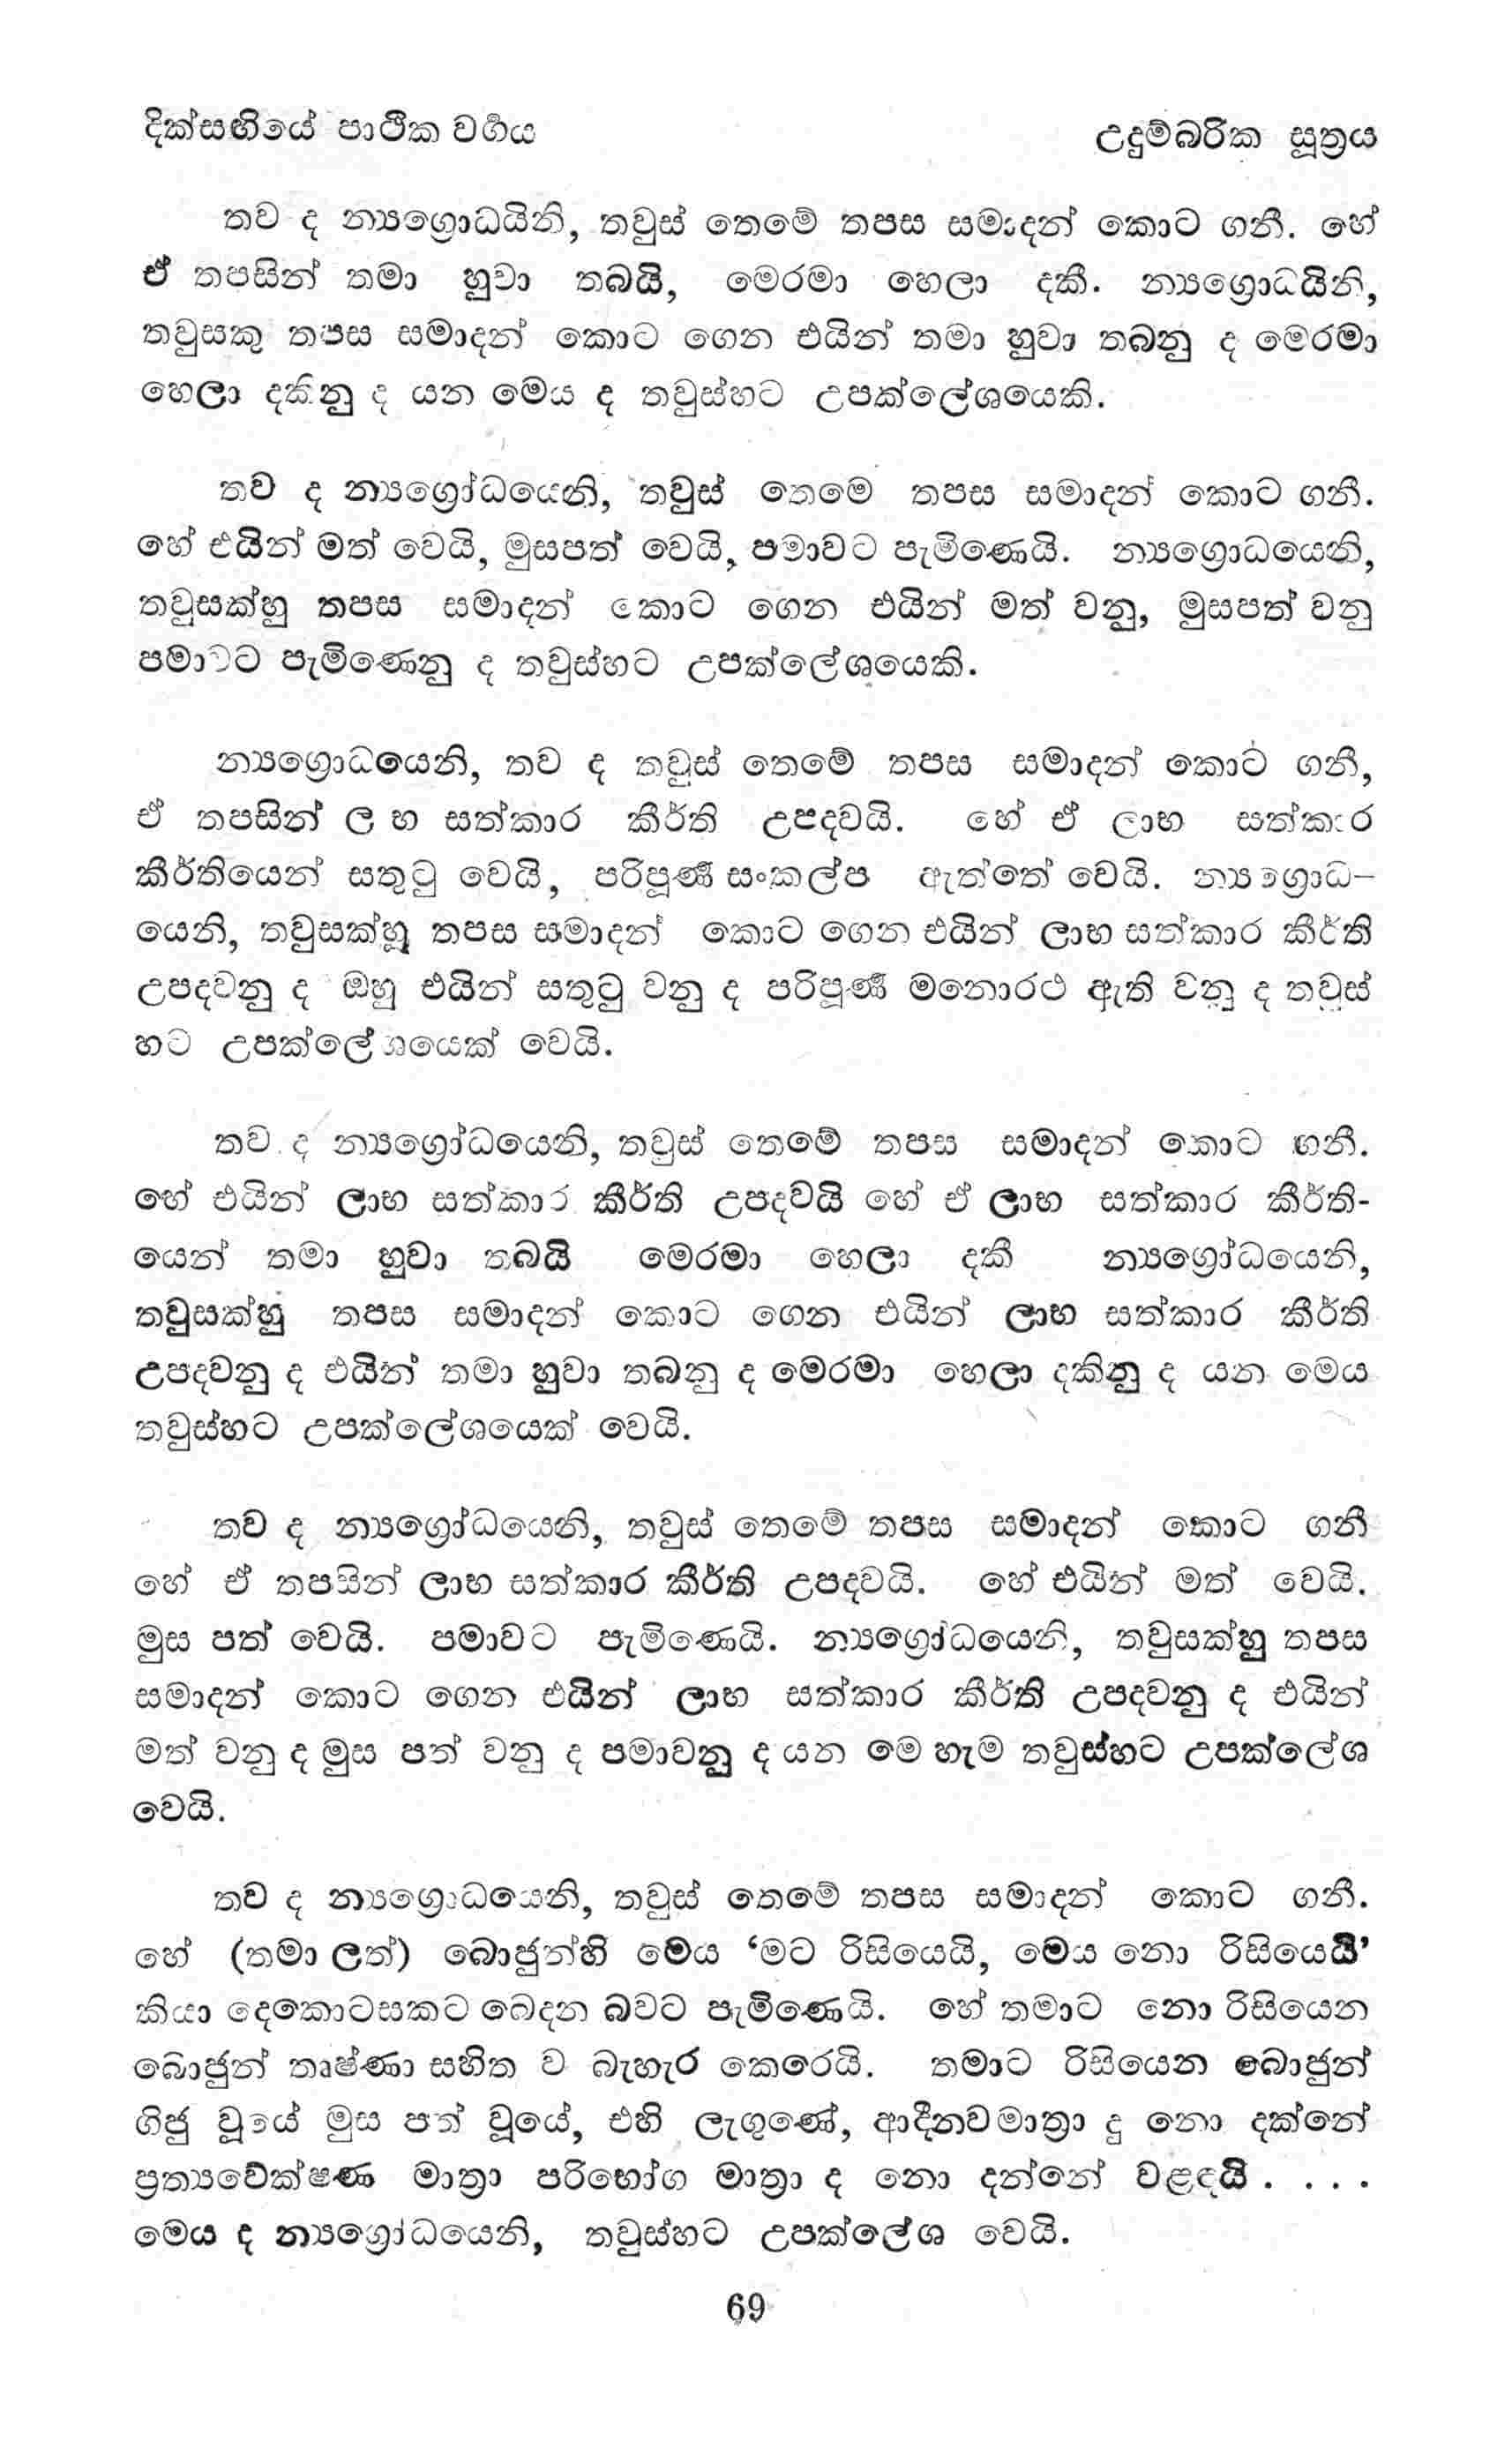 දික්සඟියේ පාථික වර්‍ගය
උදුම්බරික සූත්‍රය
තව ද න්‍යග්‍රොධයිනි, තවුස් තෙමේ තපස සමාදන් කොට ගනී. හේ
ඒ තපසින් තමා හුවා තබයි, මෙරමා හෙලා දකී. න්‍යග්‍රොධයිනි,
තවුසකු තපස සමාදන් කොට ගෙන එයින් තමා හුවා තබනු ද මෙරමා
හෙලා දකිනු ද යන මෙය ද තවුස්හට උපක්ලේශයෙකි.
තව ද න්‍යග්‍රෝධයෙනි, තවුස් තෙමෙ තපස සමාදන් කොට ගනී.
හේ එයින් මත් වෙයි, මුසපත් වෙයි, පමාවට පැමිණෙයි. න්‍යග්‍රොධයෙනි,
තවුසක්හු තපස සමාදන් කොට ගෙන එයින් මත් වනු, මුසපත් වනු
පමාවට පැමිණෙනු ද තවුස්හට උපක්ලේශයෙකි.
න්‍යග්‍රොධයෙනි, තව ද තවුස් තෙමේ තපස සමාදන් කොට ගනී,
ඒ තපසින් ල භ සත්කාර කීර්ති උපදවයි. හේ ඒ ලාභ සත්කාර
කීර්තියෙන් සතුටු වෙයි, පරිපූර්‍ණ සංකල්ප ඇත්තේ වෙයි. න්‍යග්‍රොධ-
යෙනි, තවුසක්හු තපස සමාදන් කොට ගෙන එයින් ලාභ සත්කාර කීර්ති
උපදවනු ද ඔහු එයින් සතුටු වනු ද පරිපූර්‍ණ මනොරථ ඇති වනු ද තවුස්
හට උපක්ලේශයෙක් වෙයි.
තව ද න්‍යග්‍රෝධයෙනි, තවුස් තෙමේ තපස සමාදන් කොට ගනී.
හේ එයින් ලාභ සත්කාර කීර්ති උපදවයි හේ ඒ ලාභ සත්කාර කීර්ති-
යෙන් තමා හුවා තබයි මෙරමා හෙලා දකී න්‍යග්‍රෝධයෙනි,
තවුසක්හු තපස සමාදන් කොට ගෙන එයින් ලාභ සත්කාර කීර්ති
උපදවනු ද එයින් තමා හුවා තබනු ද මෙරමා හෙලා දකිනු ද යන මෙය
තවුස්හට උපක්ලේශයෙක් වෙයි.
තව ද න්‍යග්‍රෝධයෙනි, තවුස් තෙමේ තපස සමාදන් කොට ගනී
හේ ඒ තපසින් ලාභ සත්කාර කීර්ති උපදවයි. හේ එයින් මත් වෙයි.
මුස පත් වෙයි. පමාවට පැමිණෙයි. න්‍යග්‍රෝධයෙනි, තවුසක්හු තපස
සමාදන් කොට ගෙන එයින් ලාභ සත්කාර කීර්ති උපදවනු ද එයින්
මත් වනු ද මුස පත් වනු ද පමාවනු ද යන මෙ හැම තවුස්හට උපක්ලේශ
වෙයි.
තව ද න්‍යග්‍රොධයෙනි, තවුස් තෙමේ තපස සමාදන් කොට ගනී.
හේ (තමා ලත්) බොජුන්හි මෙය ‘මට රිසියෙයි, මෙය නො රිසියෙයි’
කියා දෙකොටසකට බෙදන බවට පැමිණෙයි. හේ තමාට නො රිසියෙන
බොජුන් තෘෂ්ණා සහිත ව බැහැර කෙරෙයි. තමාට රිසියෙන බොජුන්
ගිජු වූයේ මුස පත් වූයේ, එහි ලැගුණේ, ආදීනවමාත්‍රා දු නො දක්නේ
ප්‍රත්‍යවේක්ෂණ මාත්‍රා පරිභෝග මාත්‍රා ද නො දන්නේ වළඳයි . . . .
මෙය ද න්‍යග්‍රෝධයෙනි, තවුස්හට උපක්ලේශ වෙයි.
69